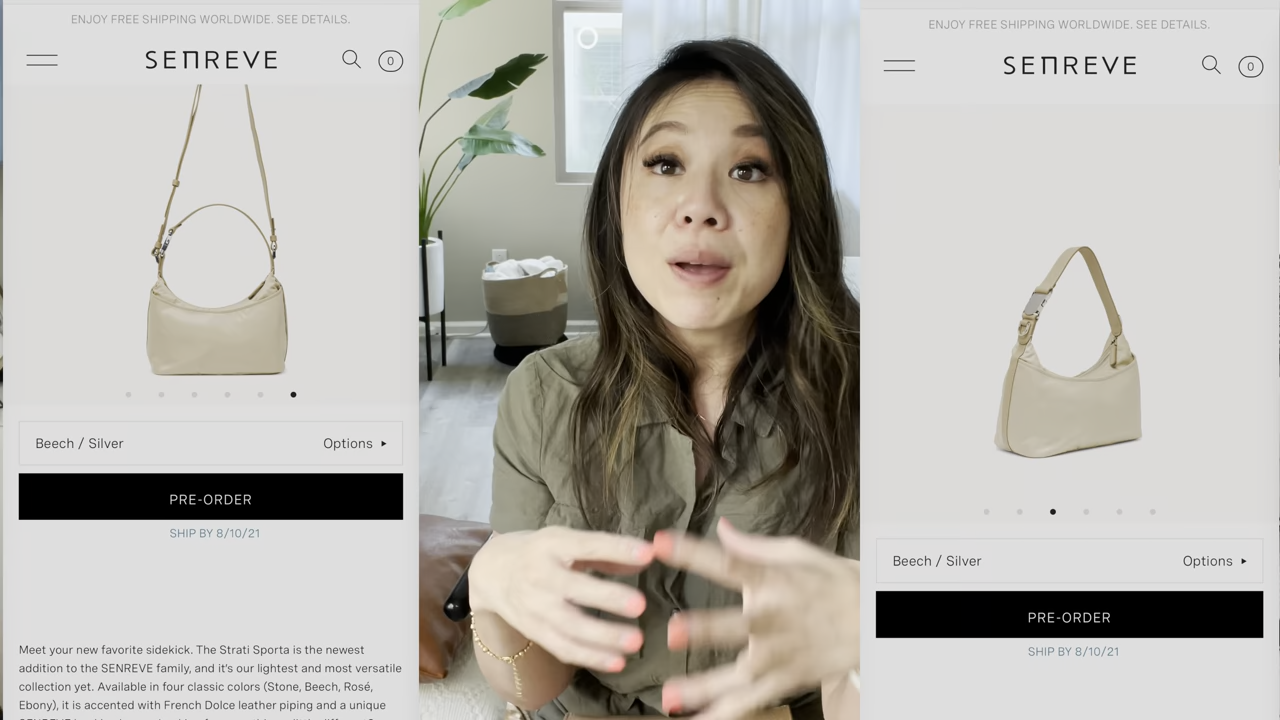 ENJOY FREE SHIPPING WORLDWIDE. SEE DETAILS.
SENREVE
0
Beech / Silver
Options
PRE-ORDER
SHIP BY 8/10/21
Meet your new favorite sidekick. The Strati Sporta is the newest
addition to the SENREVE family, and it's our lightest and most versatile
collection yet. Available in four classic colors (Stone, Beech, Rosé,
Ebony), it is accented with French Dolce leather piping and a unique
ENJOY FREE SHIPPING WORLDWIDE. SEE DETAILS.
SENREVE
0
Beech / Silver
Options
PRE-ORDER
SHIP BY 8/10/21